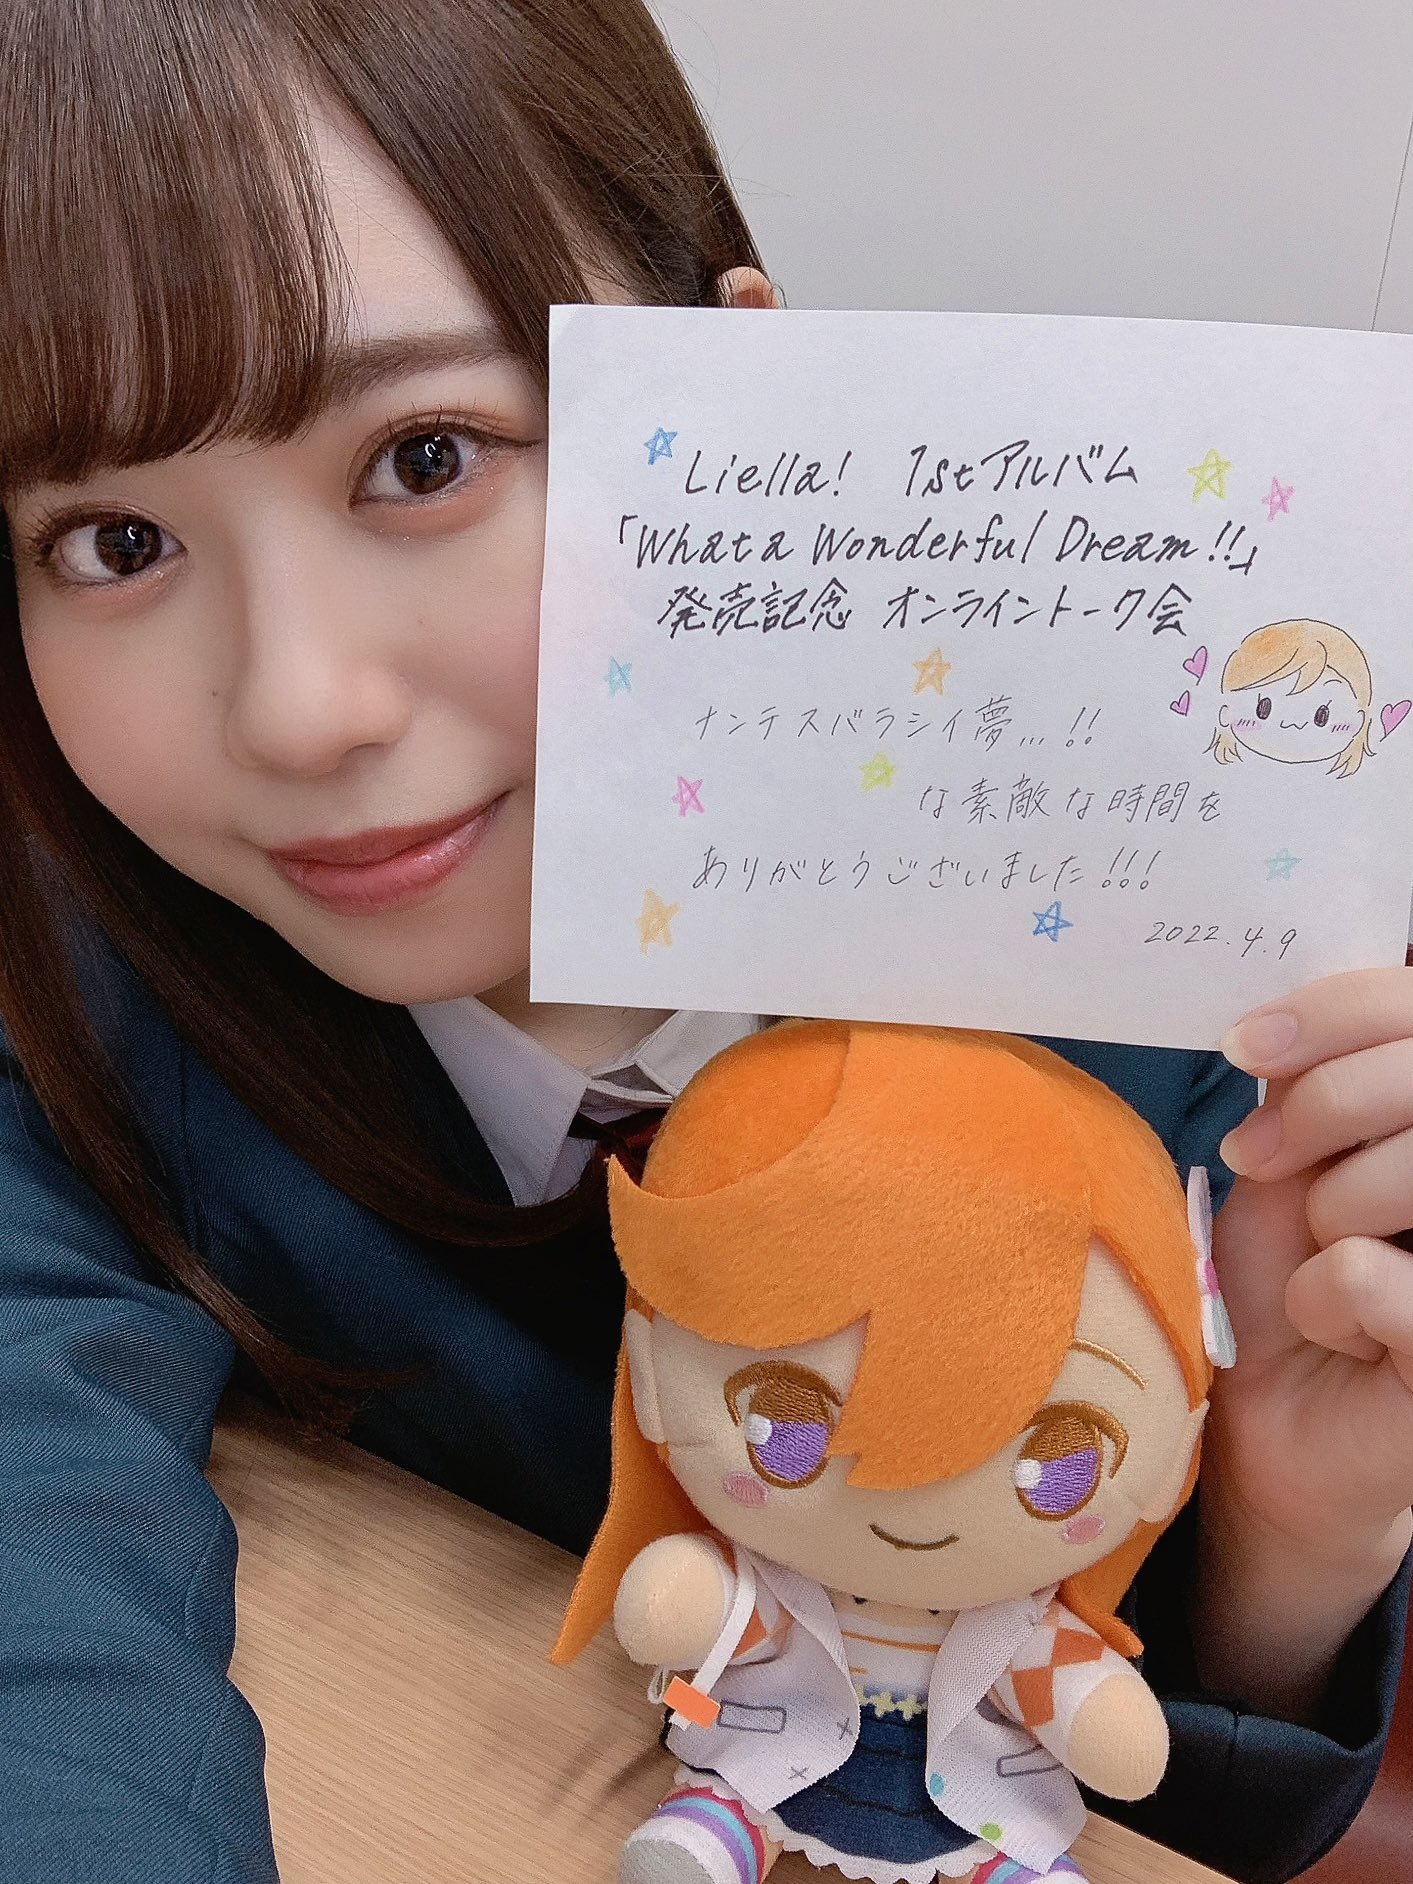 Liella! 1stアルバム
「What a Wonderful Dream!!」
発売記念 オンライントーク会
ナンテスバラシイ夢...!!
な素敵な時間を
ありがとうございました!!!
2022.4.9